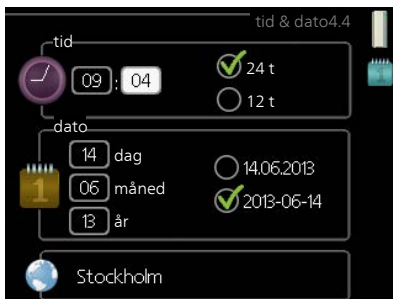 tid & dato4.4
tid
09 : 04
24 t
12 t
dato
14 dag
06 måned
13 år
14.06.2013
2013-06-14
1
Stockholm